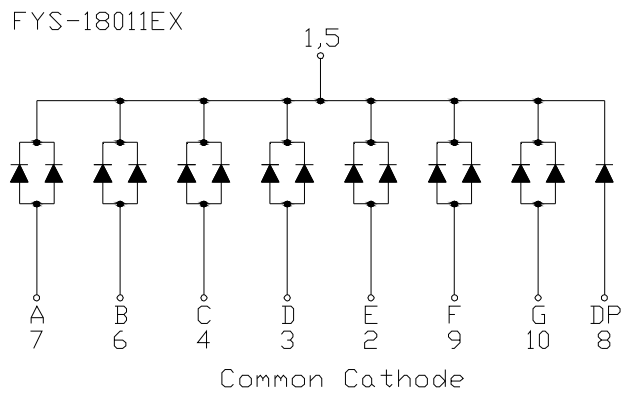 FYS-18011EX
1,5
A B C D E F G DP
7 6 4 3 2 9 10 8
Common Cathode